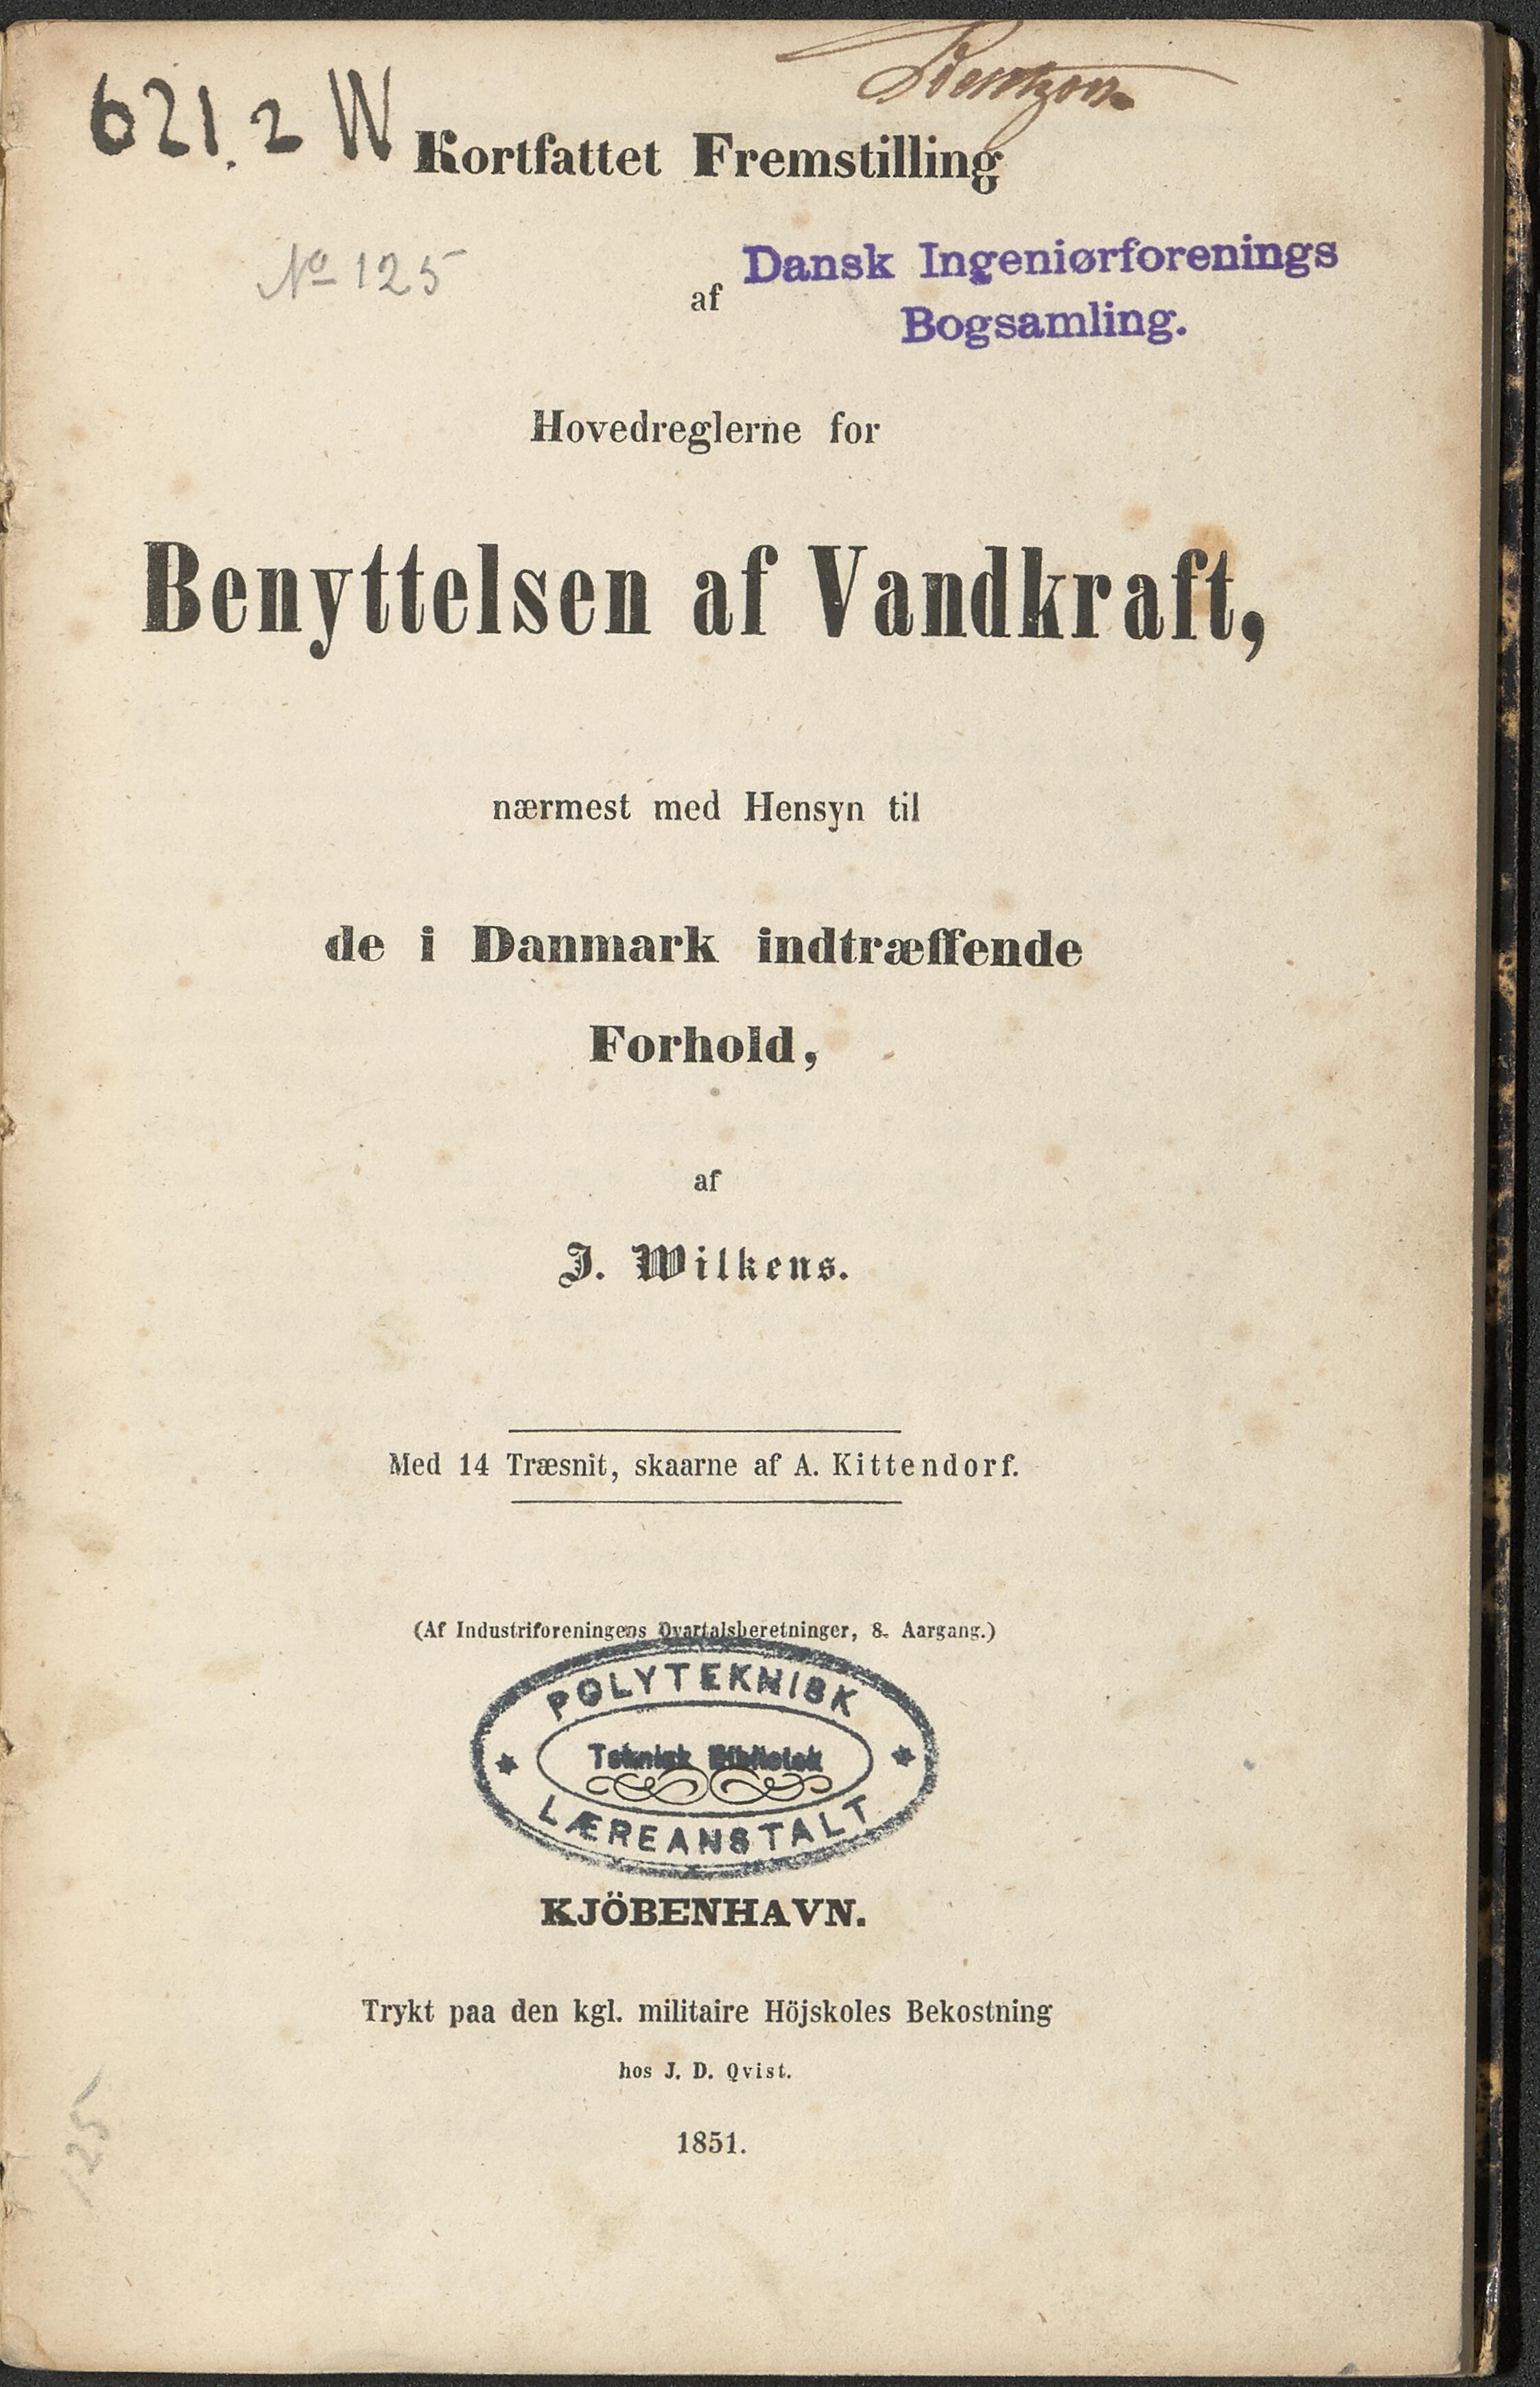 621.2 W
Kortfattet Fremstilling
No 125
Dansk Ingeniørforenings
af
Bogsamling.
Hovedreglerne for
Benyttelsen af Vandkraft,
nærmest med Hensyn til
de i Danmark indtræffende
Forhold,
af
J. Wilkens.
Med 14 Træsnit, skaarne af A. Kittendorf.
(Af Industriforeningens Qvartalsberetninger, 8. Aargang.)
POLYTEKNISK
Teknisk Bibliotek
LÆREANSTALT
KJÖBENHAVN.
Trykt paa den kgl. militaire Höjskoles Bekostning
hos J. D. Qvist.
1851.
125